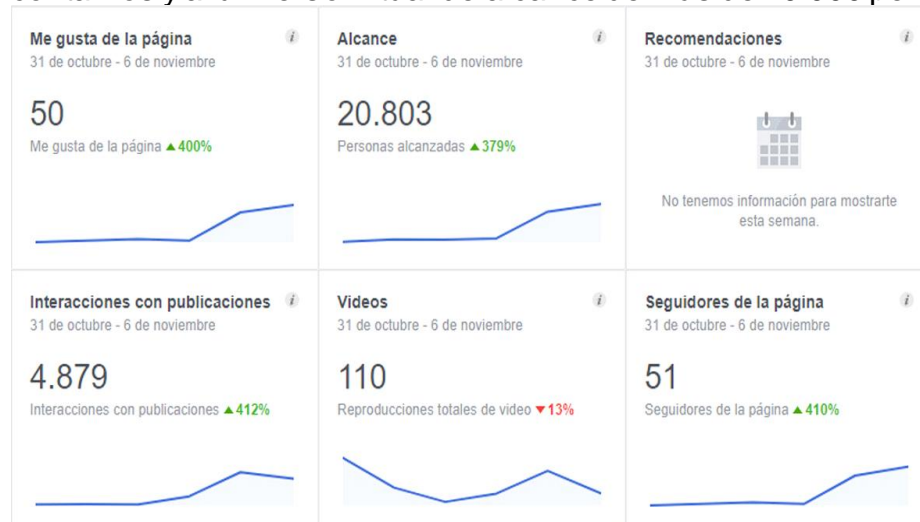 Me gusta de la página
31 de octubre - 6 de noviembre
50
Me gusta de la página ▲400%
Alcance
31 de octubre - 6 de noviembre
20.803
Personas alcanzadas ▲379%
Recomendaciones
31 de octubre - 6 de noviembre
No tenemos información para mostrarte
esta semana.
Interacciones con publicaciones
31 de octubre - 6 de noviembre
4.879
Interacciones con publicaciones ▲412%
Videos
31 de octubre - 6 de noviembre
110
Reproducciones totales de video ▼13%
Seguidores de la página
31 de octubre - 6 de noviembre
51
Seguidores de la página ▲410%